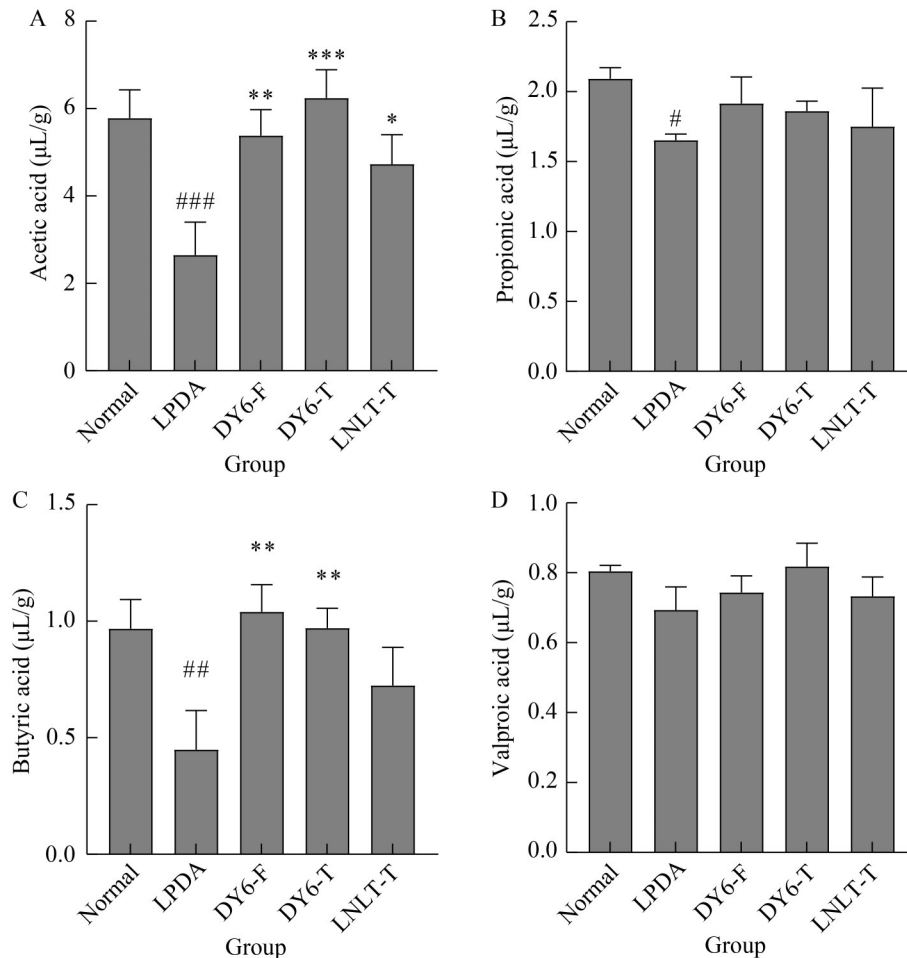 A
Acetic acid (μL/g)
8
6
4
2
0
###
**
***
*
Normal
LPDA
DY6-F
DY6-T
LNLT-T
Group
B
Propionic acid (μL/g)
2.5
2.0
1.5
1.0
0.5
0.0
#
Normal
LPDA
DY6-F
DY6-T
LNLT-T
Group
C
Butyric acid (μL/g)
1.5
1.0
0.5
0.0
##
**
**
Normal
LPDA
DY6-F
DY6-T
LNLT-T
Group
D
Valproic acid (μL/g)
1.0
0.8
0.6
0.4
0.2
0.0
Normal
LPDA
DY6-F
DY6-T
LNLT-T
Group